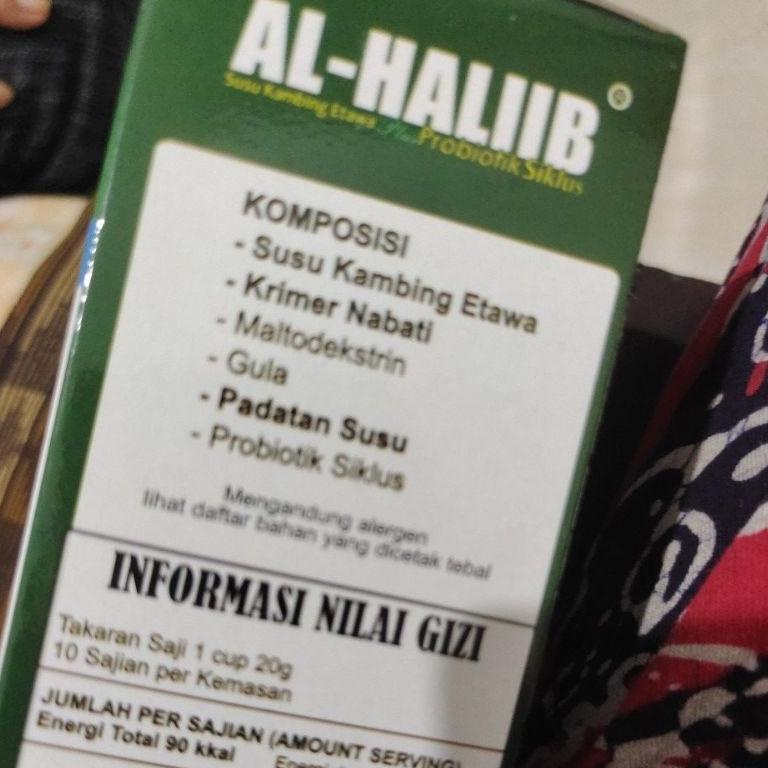 AL-HALIIB
Susu Kambing Etawa Plus Probiotik Siklus
KOMPOSISI
- Susu Kambing Etawa
- Krimer Nabati
- Maltodekstrin
- Gula
- Padatan Susu
- Probiotik Siklus
Mengandung alergen
lihat daftar bahan yang dicetak tebal
INFORMASI NILAI GIZI
Takaran Saji 1 cup 20g
10 Sajian per Kemasan
JUMLAH PER SAJIAN (AMOUNT SERVING)
Energi Total 90 kkal